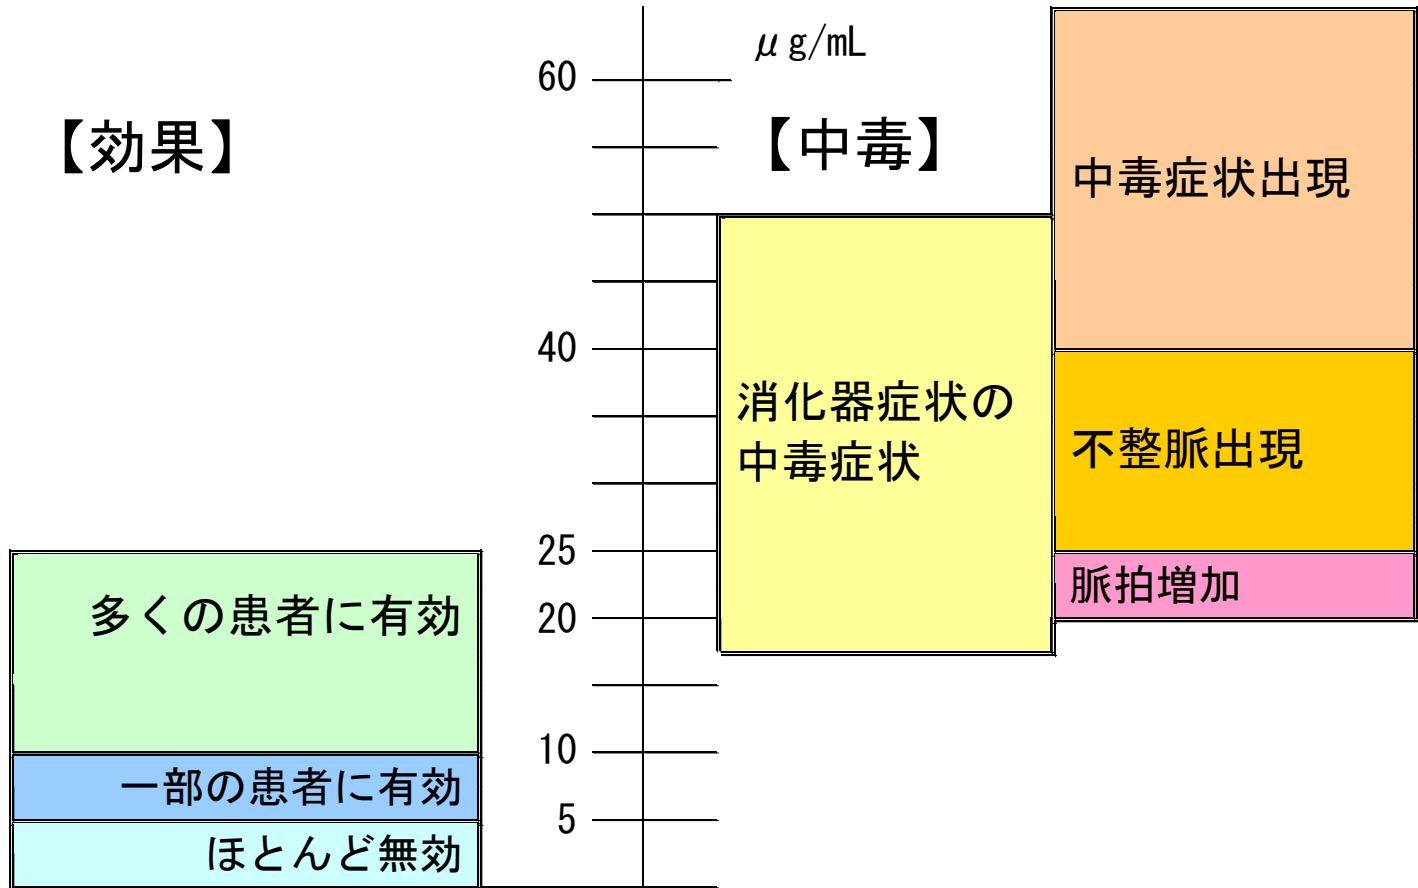 μg/mL
60
【効果】
【中毒】
中毒症状出現
40
消化器症状の
中毒症状
不整脈出現
25
脈拍増加
多くの患者に有効
20
10
一部の患者に有効
5
ほとんど無効